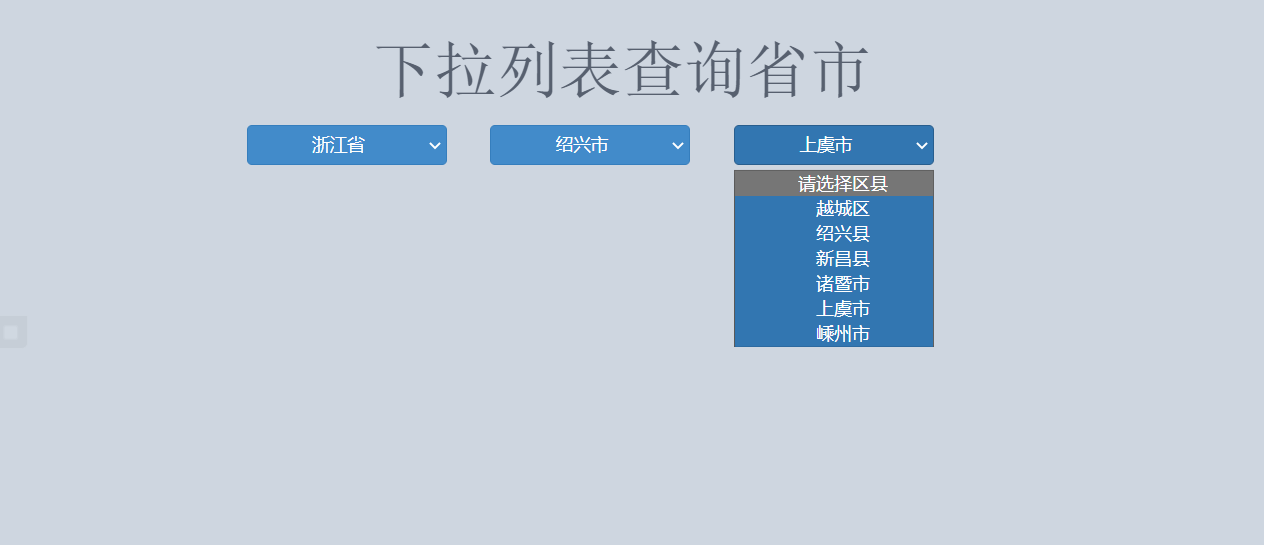 下拉列表查询省市
浙江省
绍兴市
上虞市
请选择区县
越城区
绍兴县
新昌县
诸暨市
上虞市
嵊州市